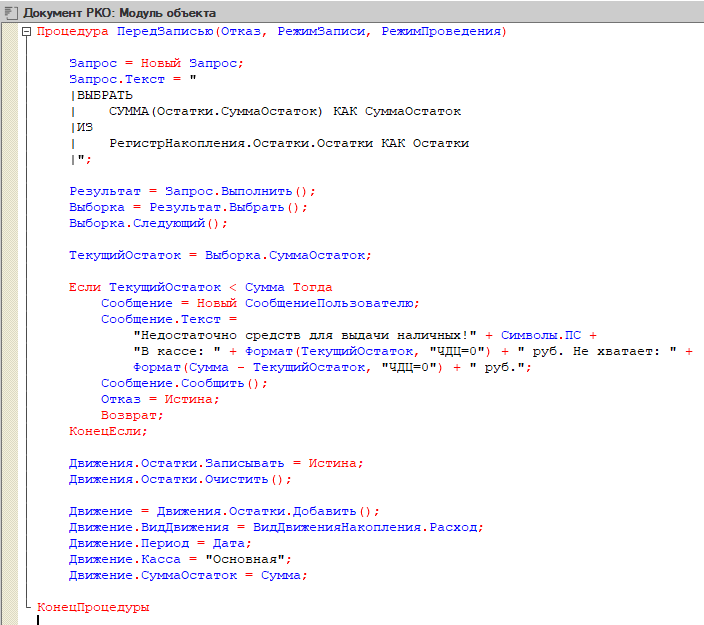 Документ РКО: Модуль объекта
Процедура ПередЗаписью(Отказ, РежимЗаписи, РежимПроведения)
Запрос = Новый Запрос;
Запрос.Текст = "
|ВЫБРАТЬ
|    СУММА(Остатки.СуммаОстаток) КАК СуммаОстаток
|ИЗ
|    РегистрНакопления.Остатки.Остатки КАК Остатки
|";
Результат = Запрос.Выполнить();
Выборка = Результат.Выбрать();
Выборка.Следующий();
ТекущийОстаток = Выборка.СуммаОстаток;
Если ТекущийОстаток < Сумма Тогда
Сообщение = Новый СообщениеПользователю;
Сообщение.Текст =
"Недостаточно средств для выдачи наличных!" + Символы.ПС +
"В кассе: " + Формат(ТекущийОстаток, "ЧДЦ=0") + " руб. Не хватает: " +
Формат(Сумма - ТекущийОстаток, "ЧДЦ=0") + " руб.";
Сообщение.Сообщить();
Отказ = Истина;
Возврат;
КонецЕсли;
Движения.Остатки.Записывать = Истина;
Движения.Остатки.Очистить();
Движение = Движения.Остатки.Добавить();
Движение.ВидДвижения = ВидДвиженияНакопления.Расход;
Движение.Период = Дата;
Движение.Касса = "Основная";
Движение.СуммаОстаток = Сумма;
КонецПроцедуры